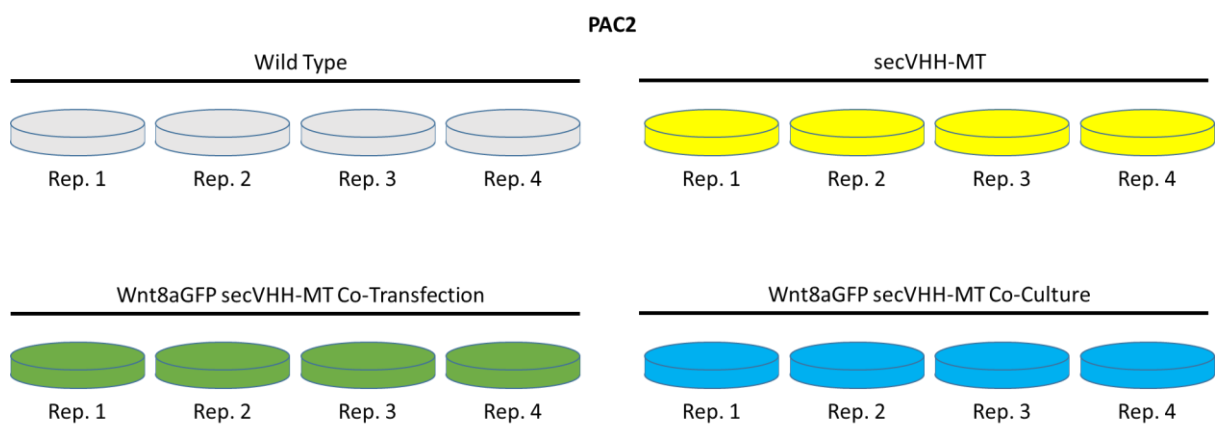 PAC2
Wild Type
secVHH-MT
Rep. 1 Rep. 2 Rep. 3 Rep. 4
Rep. 1 Rep. 2 Rep. 3 Rep. 4
Wnt8aGFP secVHH-MT Co-Transfection
Wnt8aGFP secVHH-MT Co-Culture
Rep. 1 Rep. 2 Rep. 3 Rep. 4
Rep. 1 Rep. 2 Rep. 3 Rep. 4